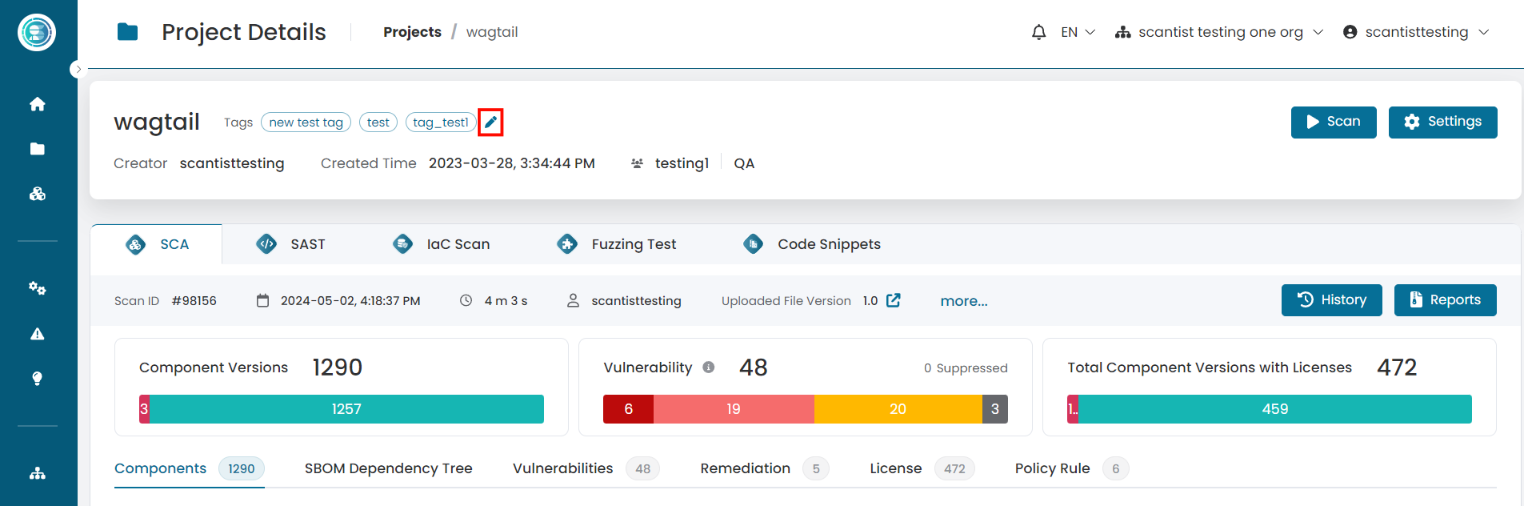 Project Details Projects / wagtail EN scantist testing one org scantisttesting
wagtail Tags new test tag test tag_test1 Scan Settings
Creator scantisttesting Created Time 2023-03-28, 3:34:44 PM testing1 QA
SCA SAST IaC Scan Fuzzing Test Code Snippets
Scan ID #98156 2024-05-02, 4:18:37 PM 4 m 3 s scantisttesting Uploaded File Version 1.0 more... History Reports
Component Versions 1290 Vulnerability 48 0 Suppressed Total Component Versions with Licenses 472
3 1257 6 19 20 3 1.. 459
Components 1290 SBOM Dependency Tree Vulnerabilities 48 Remediation 5 License 472 Policy Rule 6